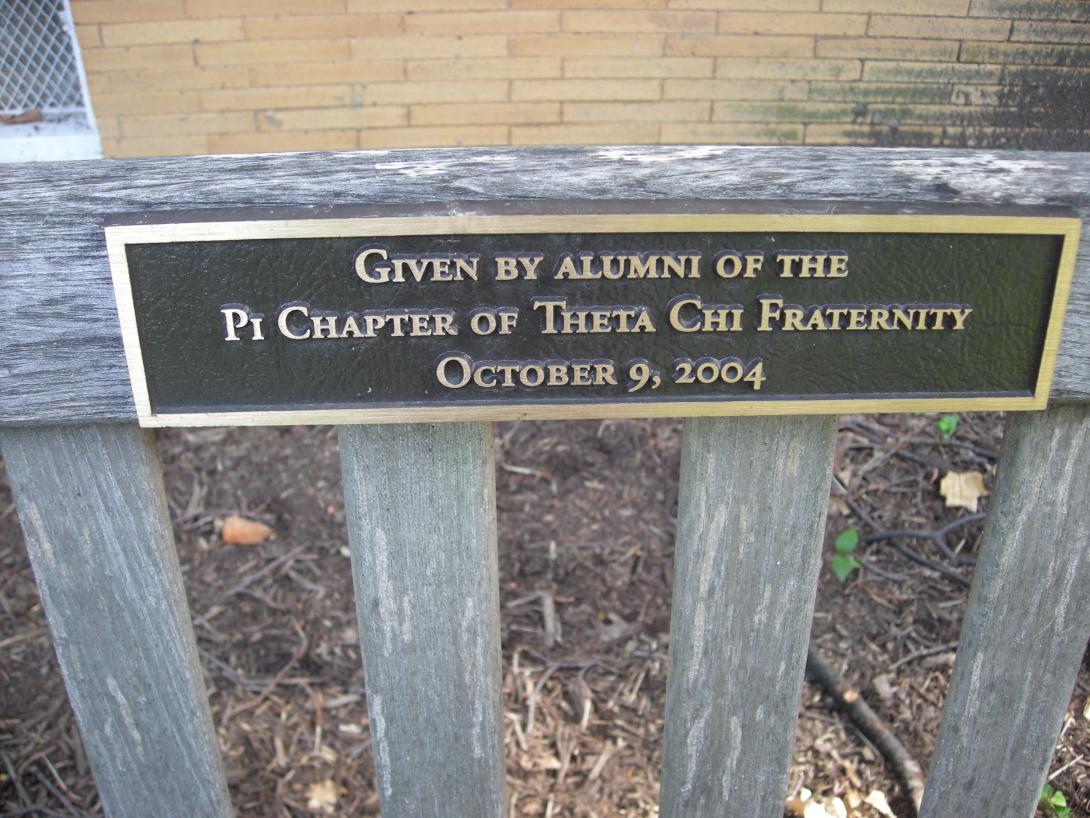 Given by alumni of the
Pi Chapter of Theta Chi Fraternity
October 9, 2004